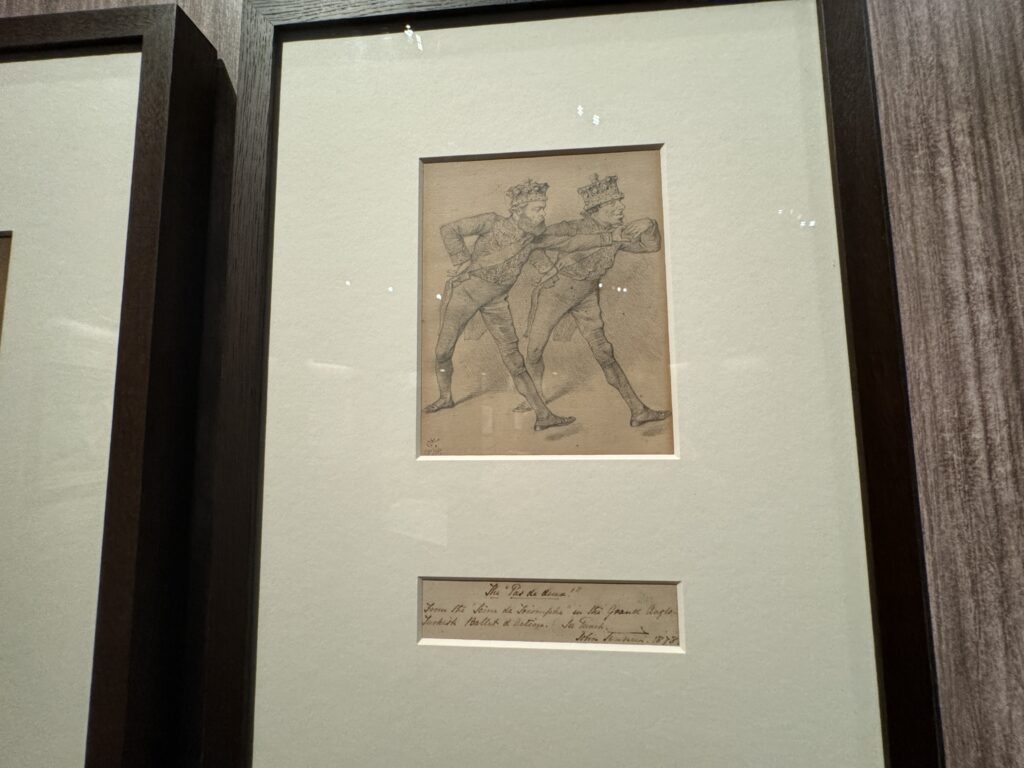 The "Pas de deux"
From the "Scène de Triomphe" in the Grand Anglo-
Turkish Ballet d'Action. See Punch
John Tenniel. 1878